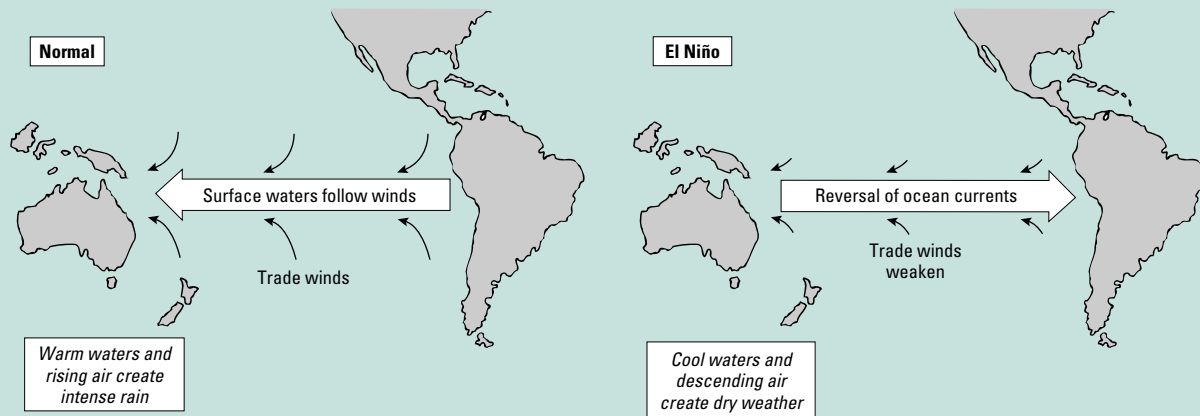 Normal
Surface waters follow winds
Trade winds
Warm waters and
rising air create
intense rain
El Niño
Reversal of ocean currents
Trade winds
weaken
Cool waters and
descending air
create dry weather